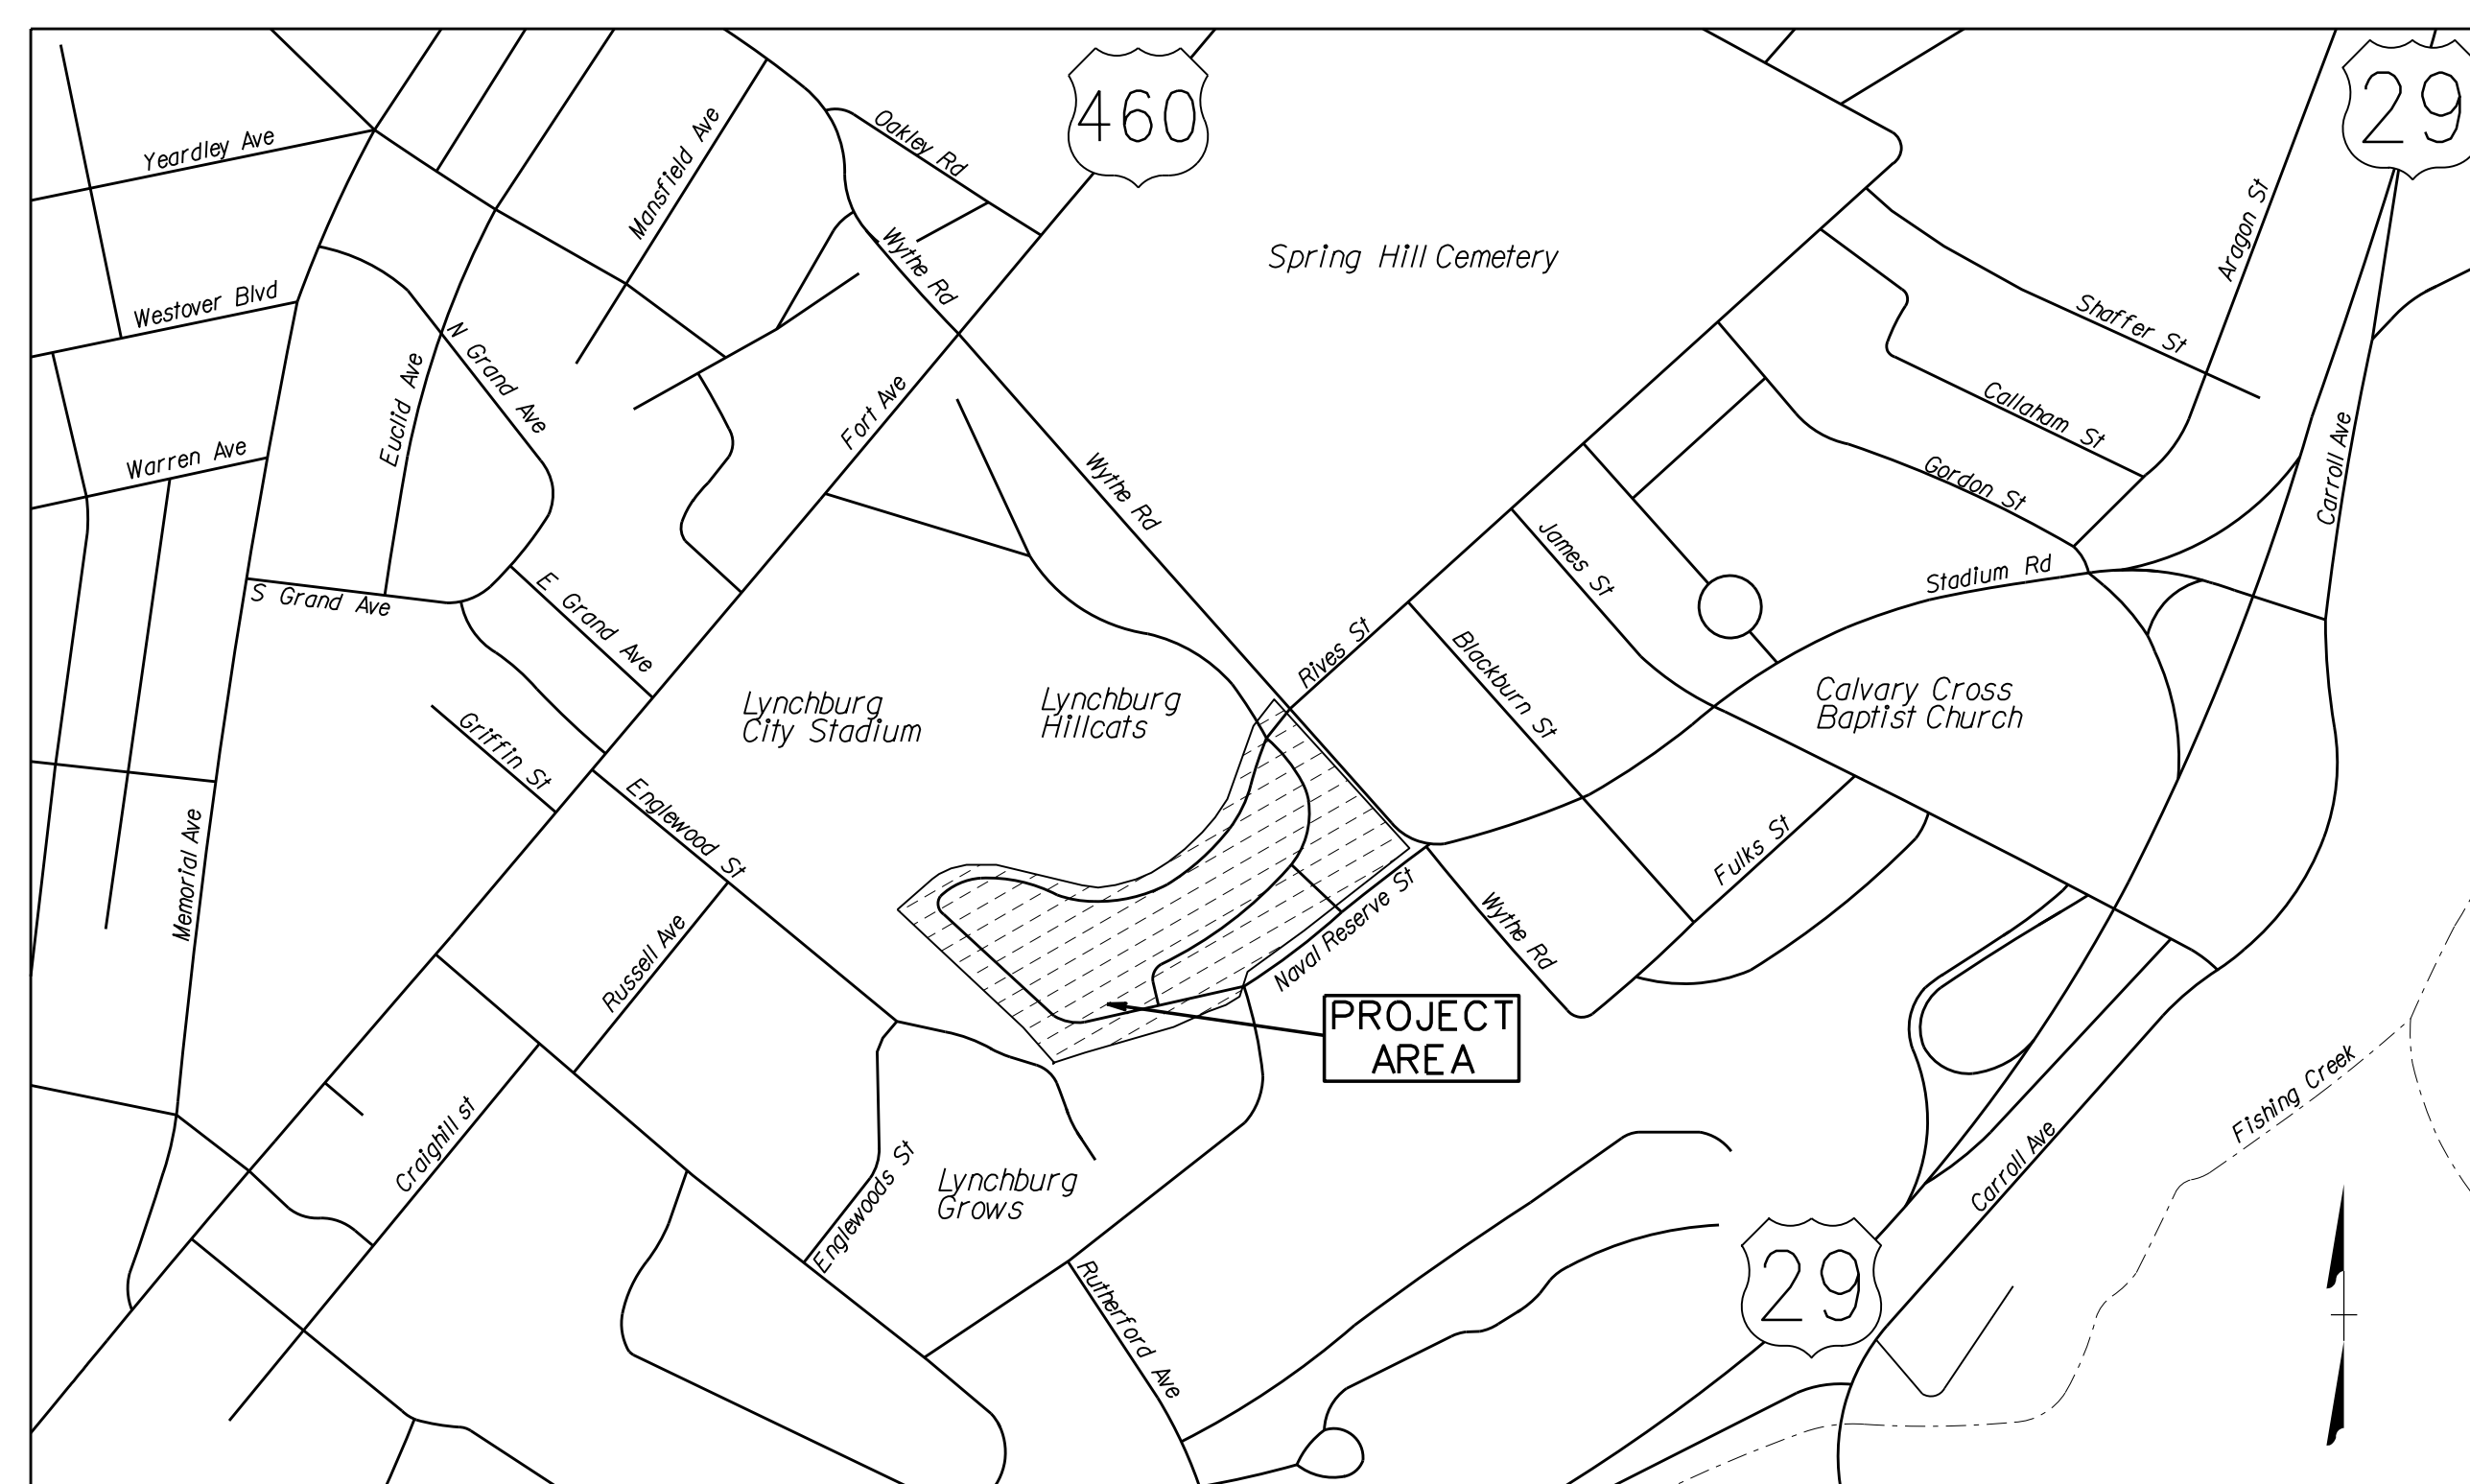 460
29
Yeardley Ave
Mansfield Ave
Oakley Rd
Wythe Rd
Spring Hill Cemetery
Aragon St
Shaffer St
Westover Blvd
N Grand Ave
Euclid Ave
Fort Ave
Callaham St
Warren Ave
Wythe Rd
Gordon St
Carroll Ave
James St
Stadium Rd
S Grand Ave
E Grand Ave
Rives St
Blackburn St
Lynchburg
City Stadium
Lynchburg
Hillcats
Calvary Cross
Baptist Church
Griffin St
Englewood St
Memorial Ave
Fulks St
Russell Ave
Naval Reserve St
Wythe Rd
PROJECT
AREA
Fishing Creek
Craighill st
Englewoods St
Lynchburg
Grows
Carroll Ave
Rutherford Ave
29